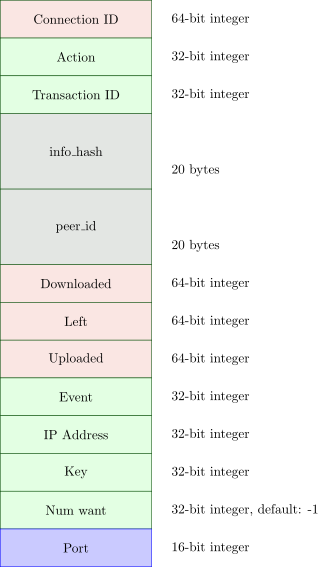 Connection ID 64-bit integer
Action 32-bit integer
Transaction ID 32-bit integer
info_hash
20 bytes
peer_id
20 bytes
Downloaded 64-bit integer
Left 64-bit integer
Uploaded 64-bit integer
Event 32-bit integer
IP Address 32-bit integer
Key 32-bit integer
Num want 32-bit integer, default: -1
Port 16-bit integer